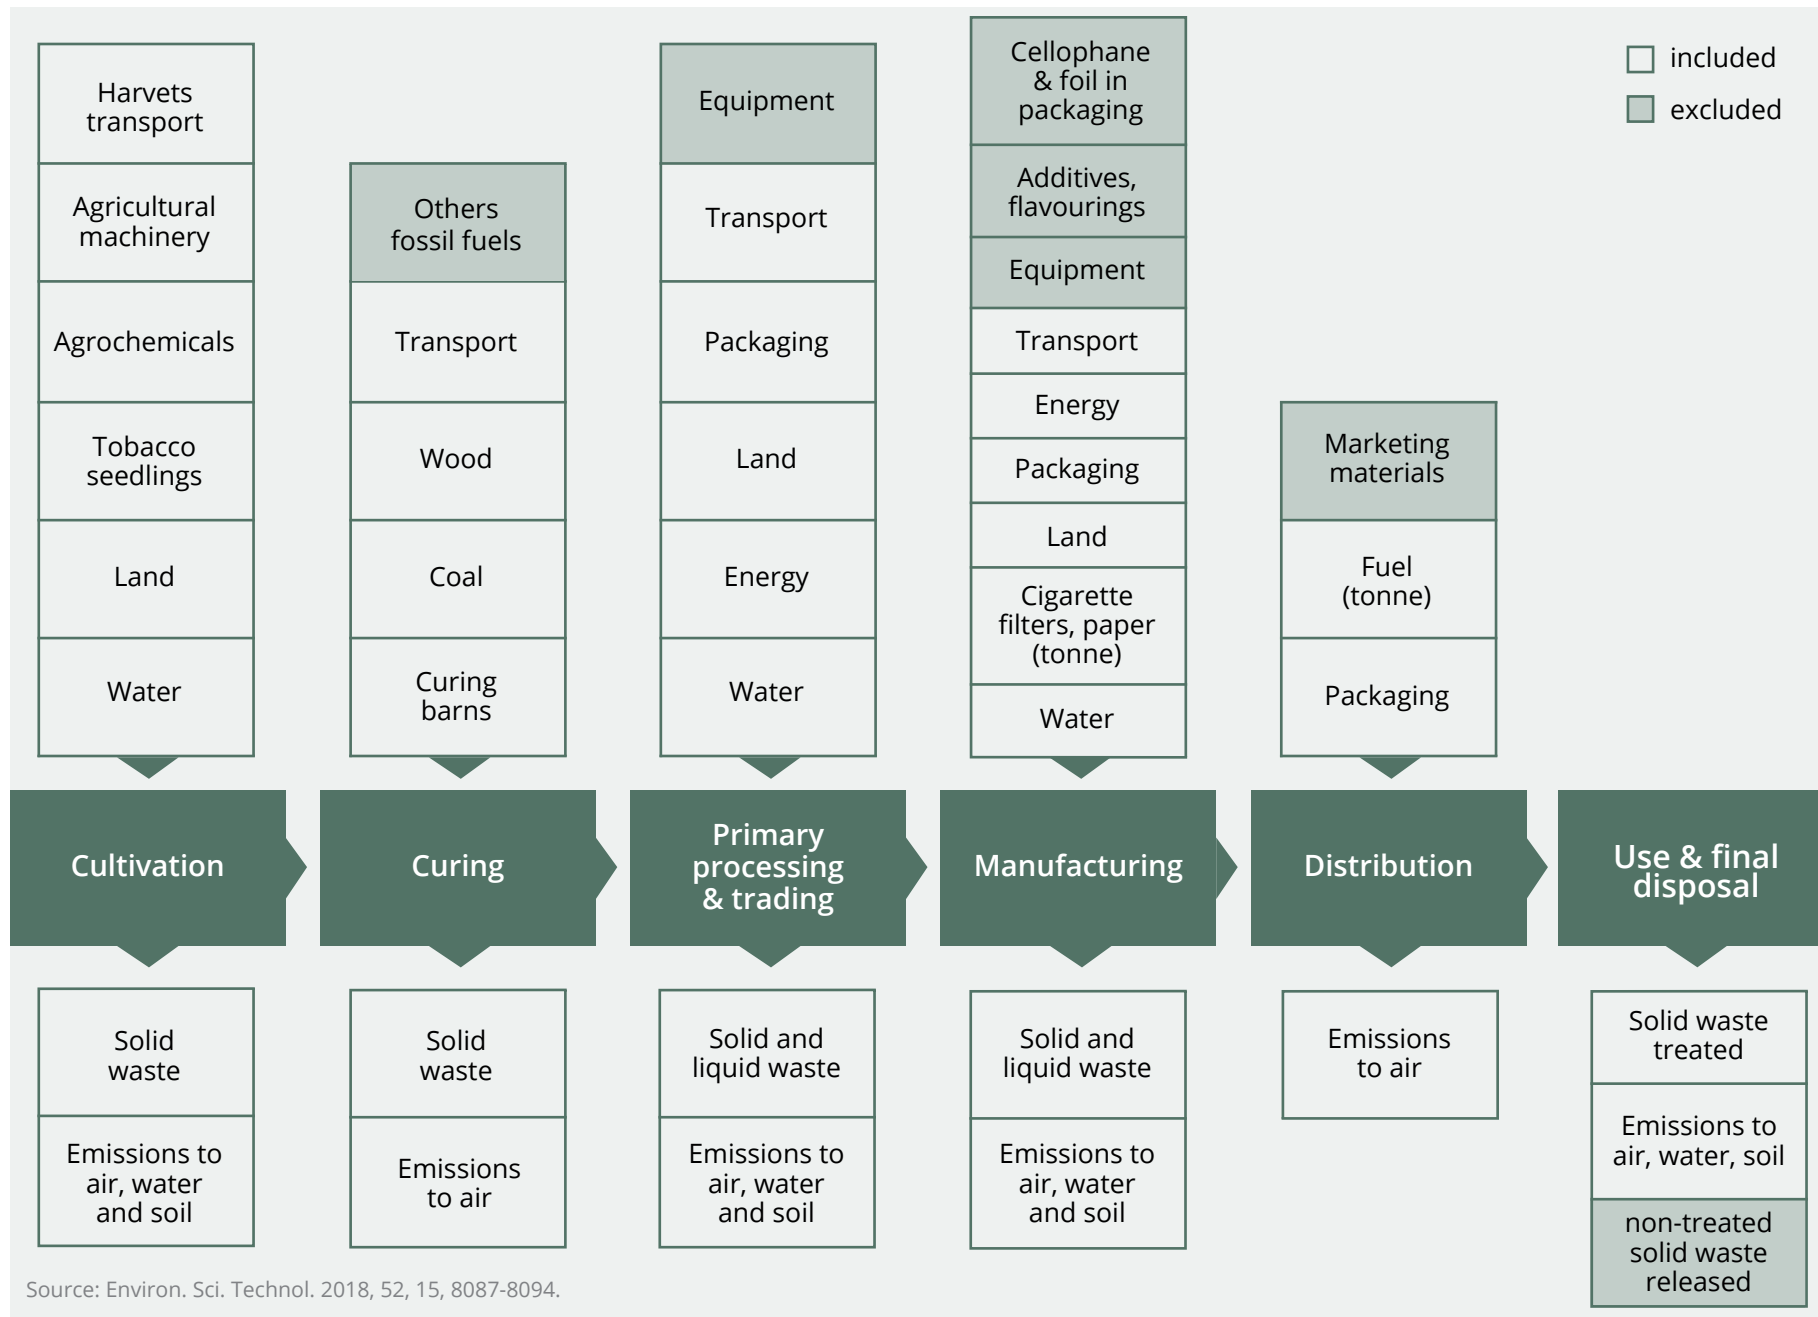 Harvets
transport
Agricultural
machinery
Agrochemicals
Tobacco
seedlings
Land
Water
Others
fossil fuels
Transport
Wood
Coal
Curing
barns
Equipment
Transport
Packaging
Land
Energy
Water
Cellophane
& foil in
packaging
Additives,
flavourings
Equipment
Transport
Energy
Packaging
Land
Cigarette
filters, paper
(tonne)
Water
Marketing
materials
Fuel
(tonne)
Packaging
included
excluded
Cultivation
Curing
Primary
processing
& trading
Manufacturing
Distribution
Use & final
disposal
Solid
waste
Emissions to
air, water
and soil
Solid
waste
Emissions
to air
Solid and
liquid waste
Emissions to
air, water
and soil
Solid and
liquid waste
Emissions to
air, water
and soil
Emissions
to air
Solid waste
treated
Emissions to
air, water, soil
non-treated
solid waste
released
Source: Environ. Sci. Technol. 2018, 52, 15, 8087-8094.